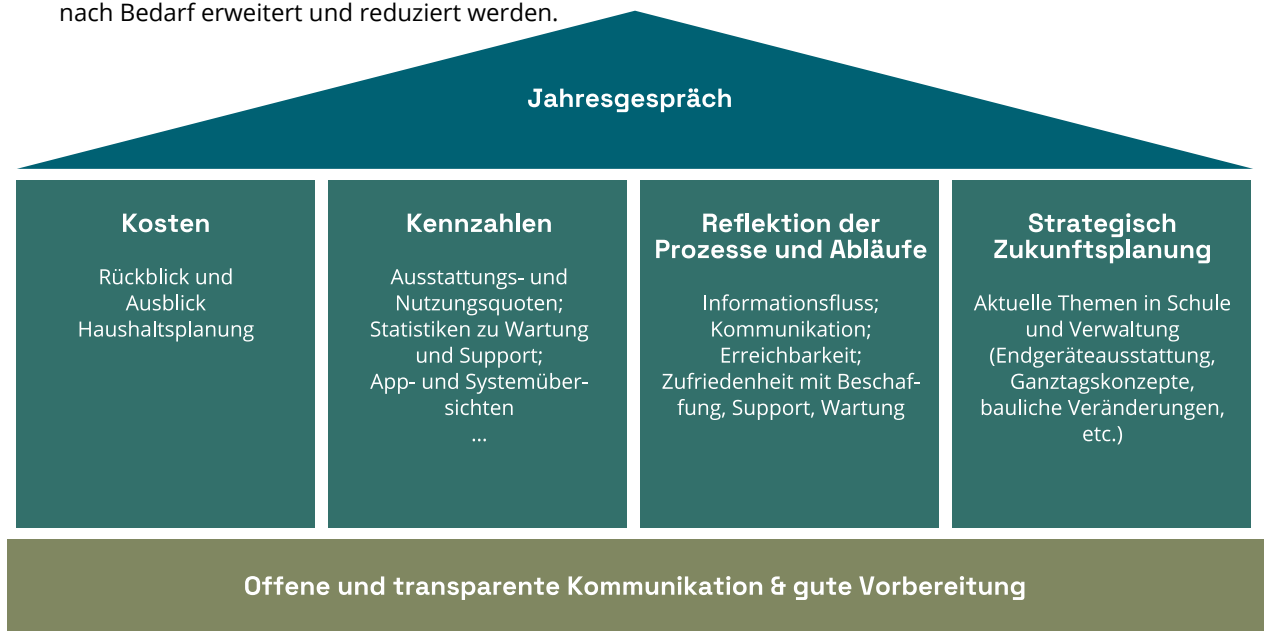 nach Bedarf erweitert und reduziert werden.
Jahresgespräch
Kosten
Rückblick und
Ausblick
Haushaltsplanung
Kennzahlen
Ausstattungs- und
Nutzungsquoten;
Statistiken zu Wartung
und Support;
App- und Systemüber-
sichten
...
Reflektion der
Prozesse und Abläufe
Informationsfluss;
Kommunikation;
Erreichbarkeit;
Zufriedenheit mit Beschaf-
fung, Support, Wartung
Strategisch
Zukunftsplanung
Aktuelle Themen in Schule
und Verwaltung
(Endgeräteausstattung,
Ganztagskonzepte,
bauliche Veränderungen,
etc.)
Offene und transparente Kommunikation & gute Vorbereitung